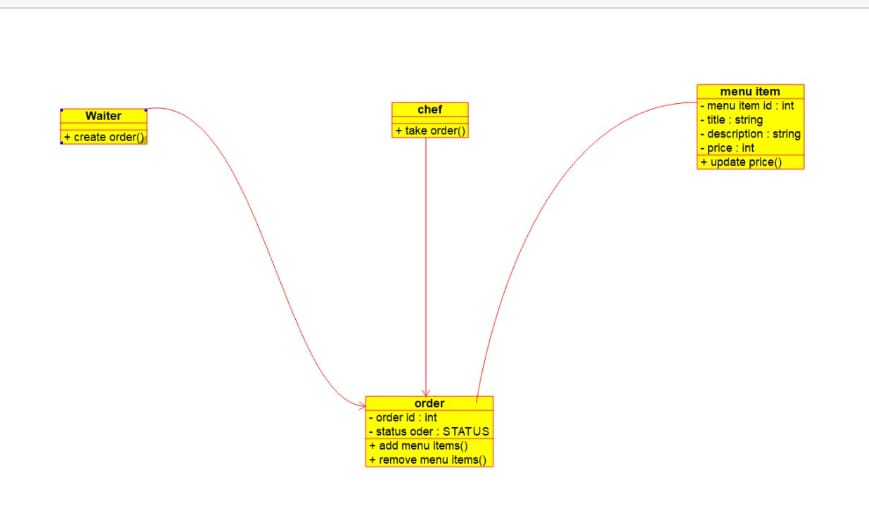 Waiter
+ create order()
chef
+ take order()
menu item
- menu item id : int
- title : string
- description : string
- price : int
+ update price()
order
- order id : int
- status oder : STATUS
+ add menu items()
+ remove menu items()